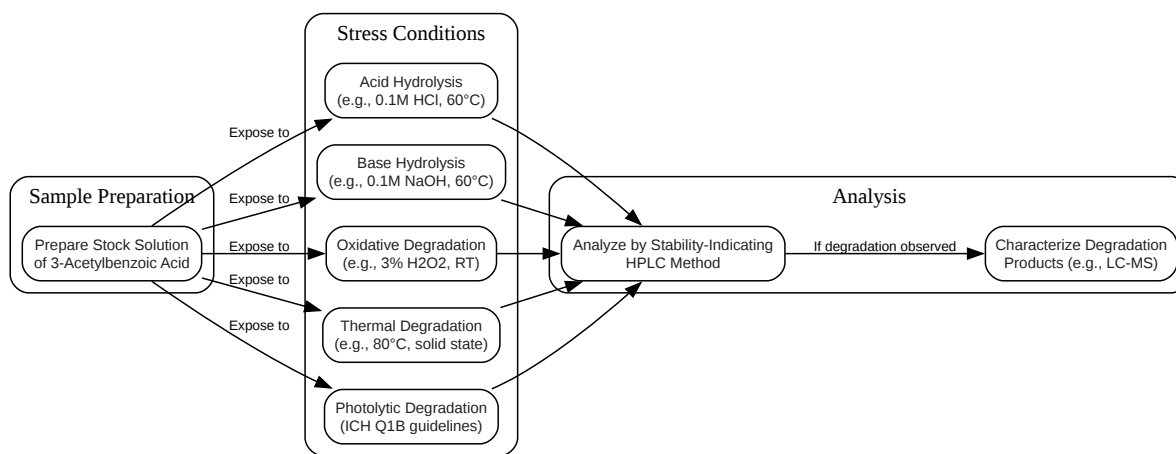 Sample Preparation
Prepare Stock Solution
of 3-Acetylbenzoic Acid
Expose to
Expose to
Expose to
Expose to
Expose to
Stress Conditions
Acid Hydrolysis
(e.g., 0.1M HCl, 60°C)
Base Hydrolysis
(e.g., 0.1M NaOH, 60°C)
Oxidative Degradation
(e.g., 3% H2O2, RT)
Thermal Degradation
(e.g., 80°C, solid state)
Photolytic Degradation
(ICH Q1B guidelines)
Analysis
Analyze by Stability-Indicating
HPLC Method
If degradation observed
Characterize Degradation
Products (e.g., LC-MS)